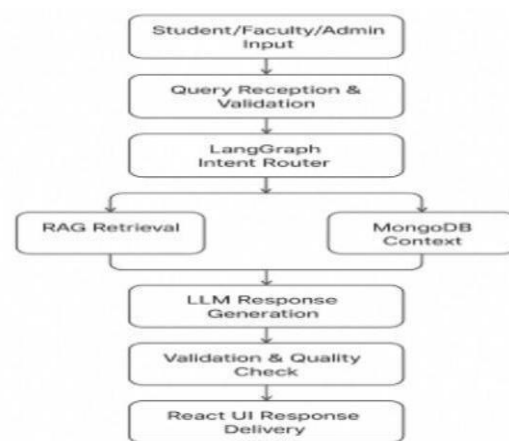 Student/Faculty/Admin
Input
Query Reception &
Validation
LangGraph
Intent Router
RAG Retrieval
MongoDB
Context
LLM Response
Generation
Validation & Quality
Check
React UI Response
Delivery